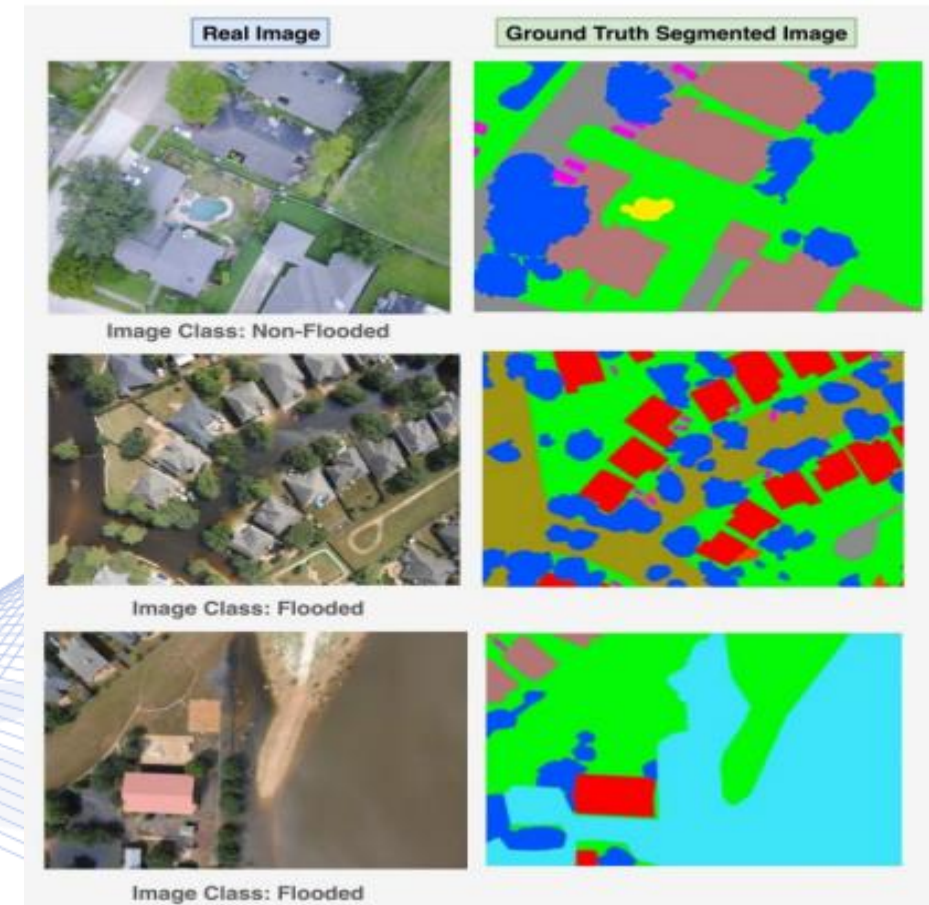 Real Image
Ground Truth Segmented Image
Image Class: Non-Flooded
Image Class: Flooded
Image Class: Flooded